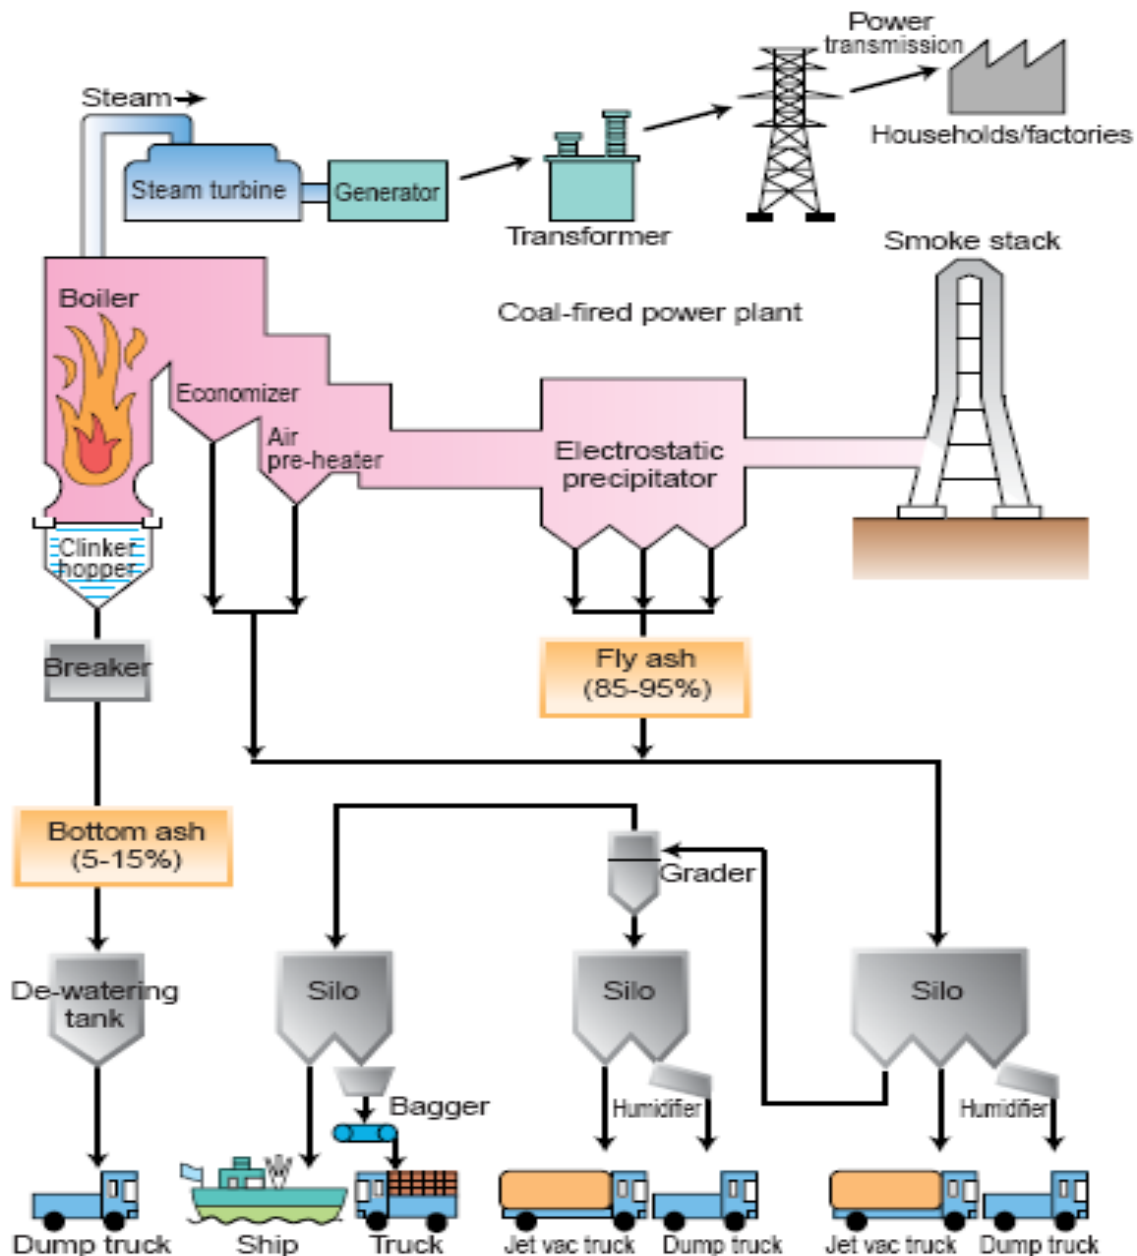 Power
transmission
Steam
Households/factories
Steam turbine
Generator
Transformer
Smoke stack
Boiler
Coal-fired power plant
Economizer
Air
pre-heater
Electrostatic
precipitator
Clinker
hopper
Breaker
Fly ash
(85-95%)
Bottom ash
(5-15%)
Grader
De-watering
tank
Silo
Silo
Silo
Bagger
Humidifier
Humidifier
Dump truck
Ship
Truck
Jet vac truck
Dump truck
Jet vac truck
Dump truck